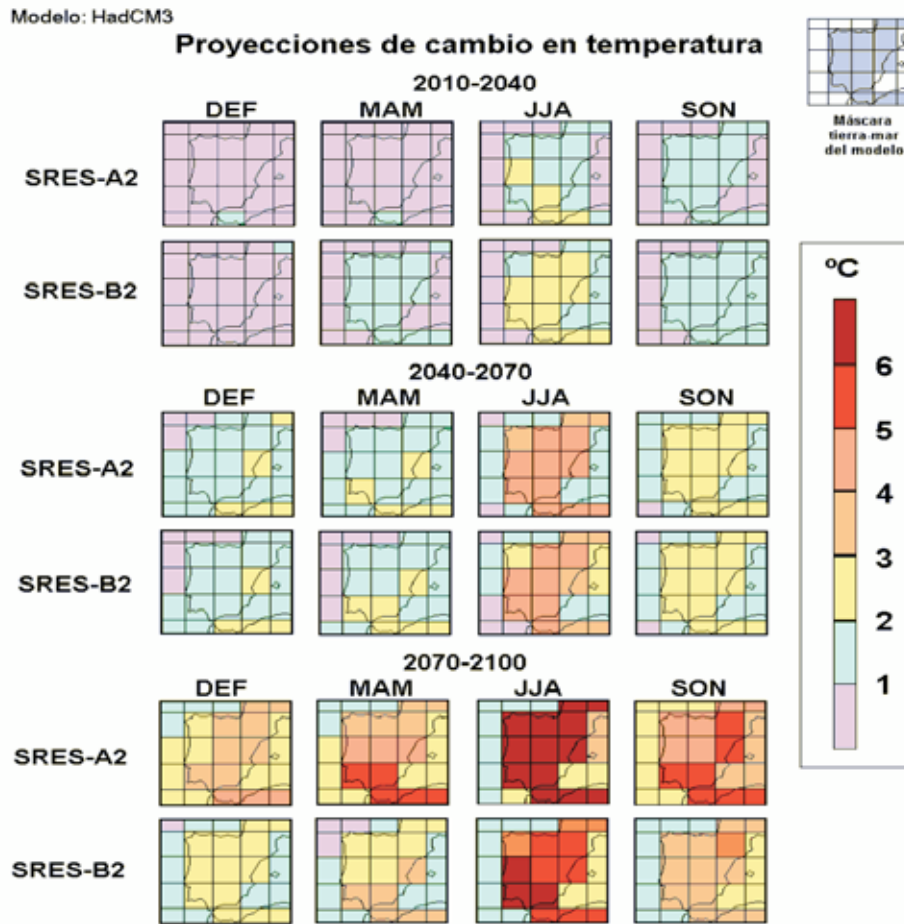 Modelo: HadCM3
Proyecciones de cambio en temperatura
Máscara
tierra-mar
del modelo
2010-2040
DEF MAM JJA SON
SRES-A2
SRES-B2
2040-2070
DEF MAM JJA SON
SRES-A2
SRES-B2
2070-2100
DEF MAM JJA SON
SRES-A2
SRES-B2
ºC
6
5
4
3
2
1